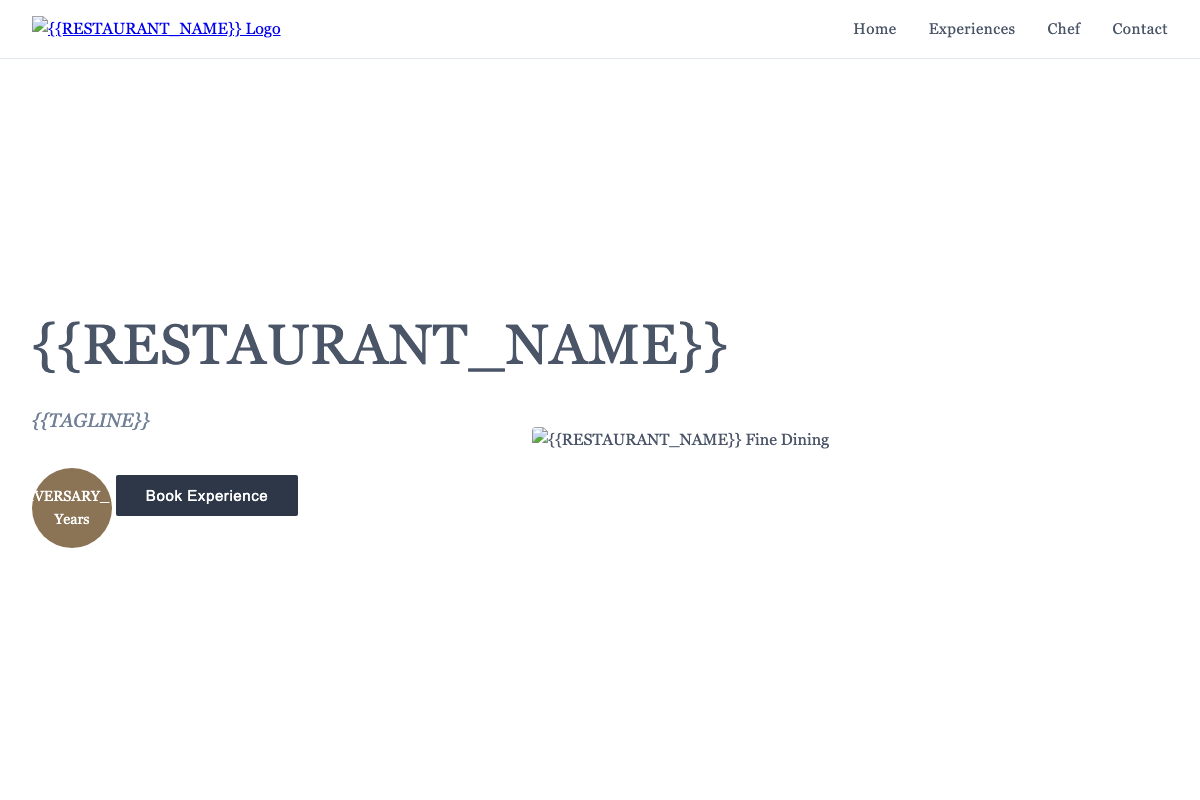 {{RESTAURANT_NAME}} Logo
Home Experiences Chef Contact
{{RESTAURANT_NAME}}
{{TAGLINE}}
{{RESTAURANT_NAME}} Fine Dining
VERSARY_
Years
Book Experience